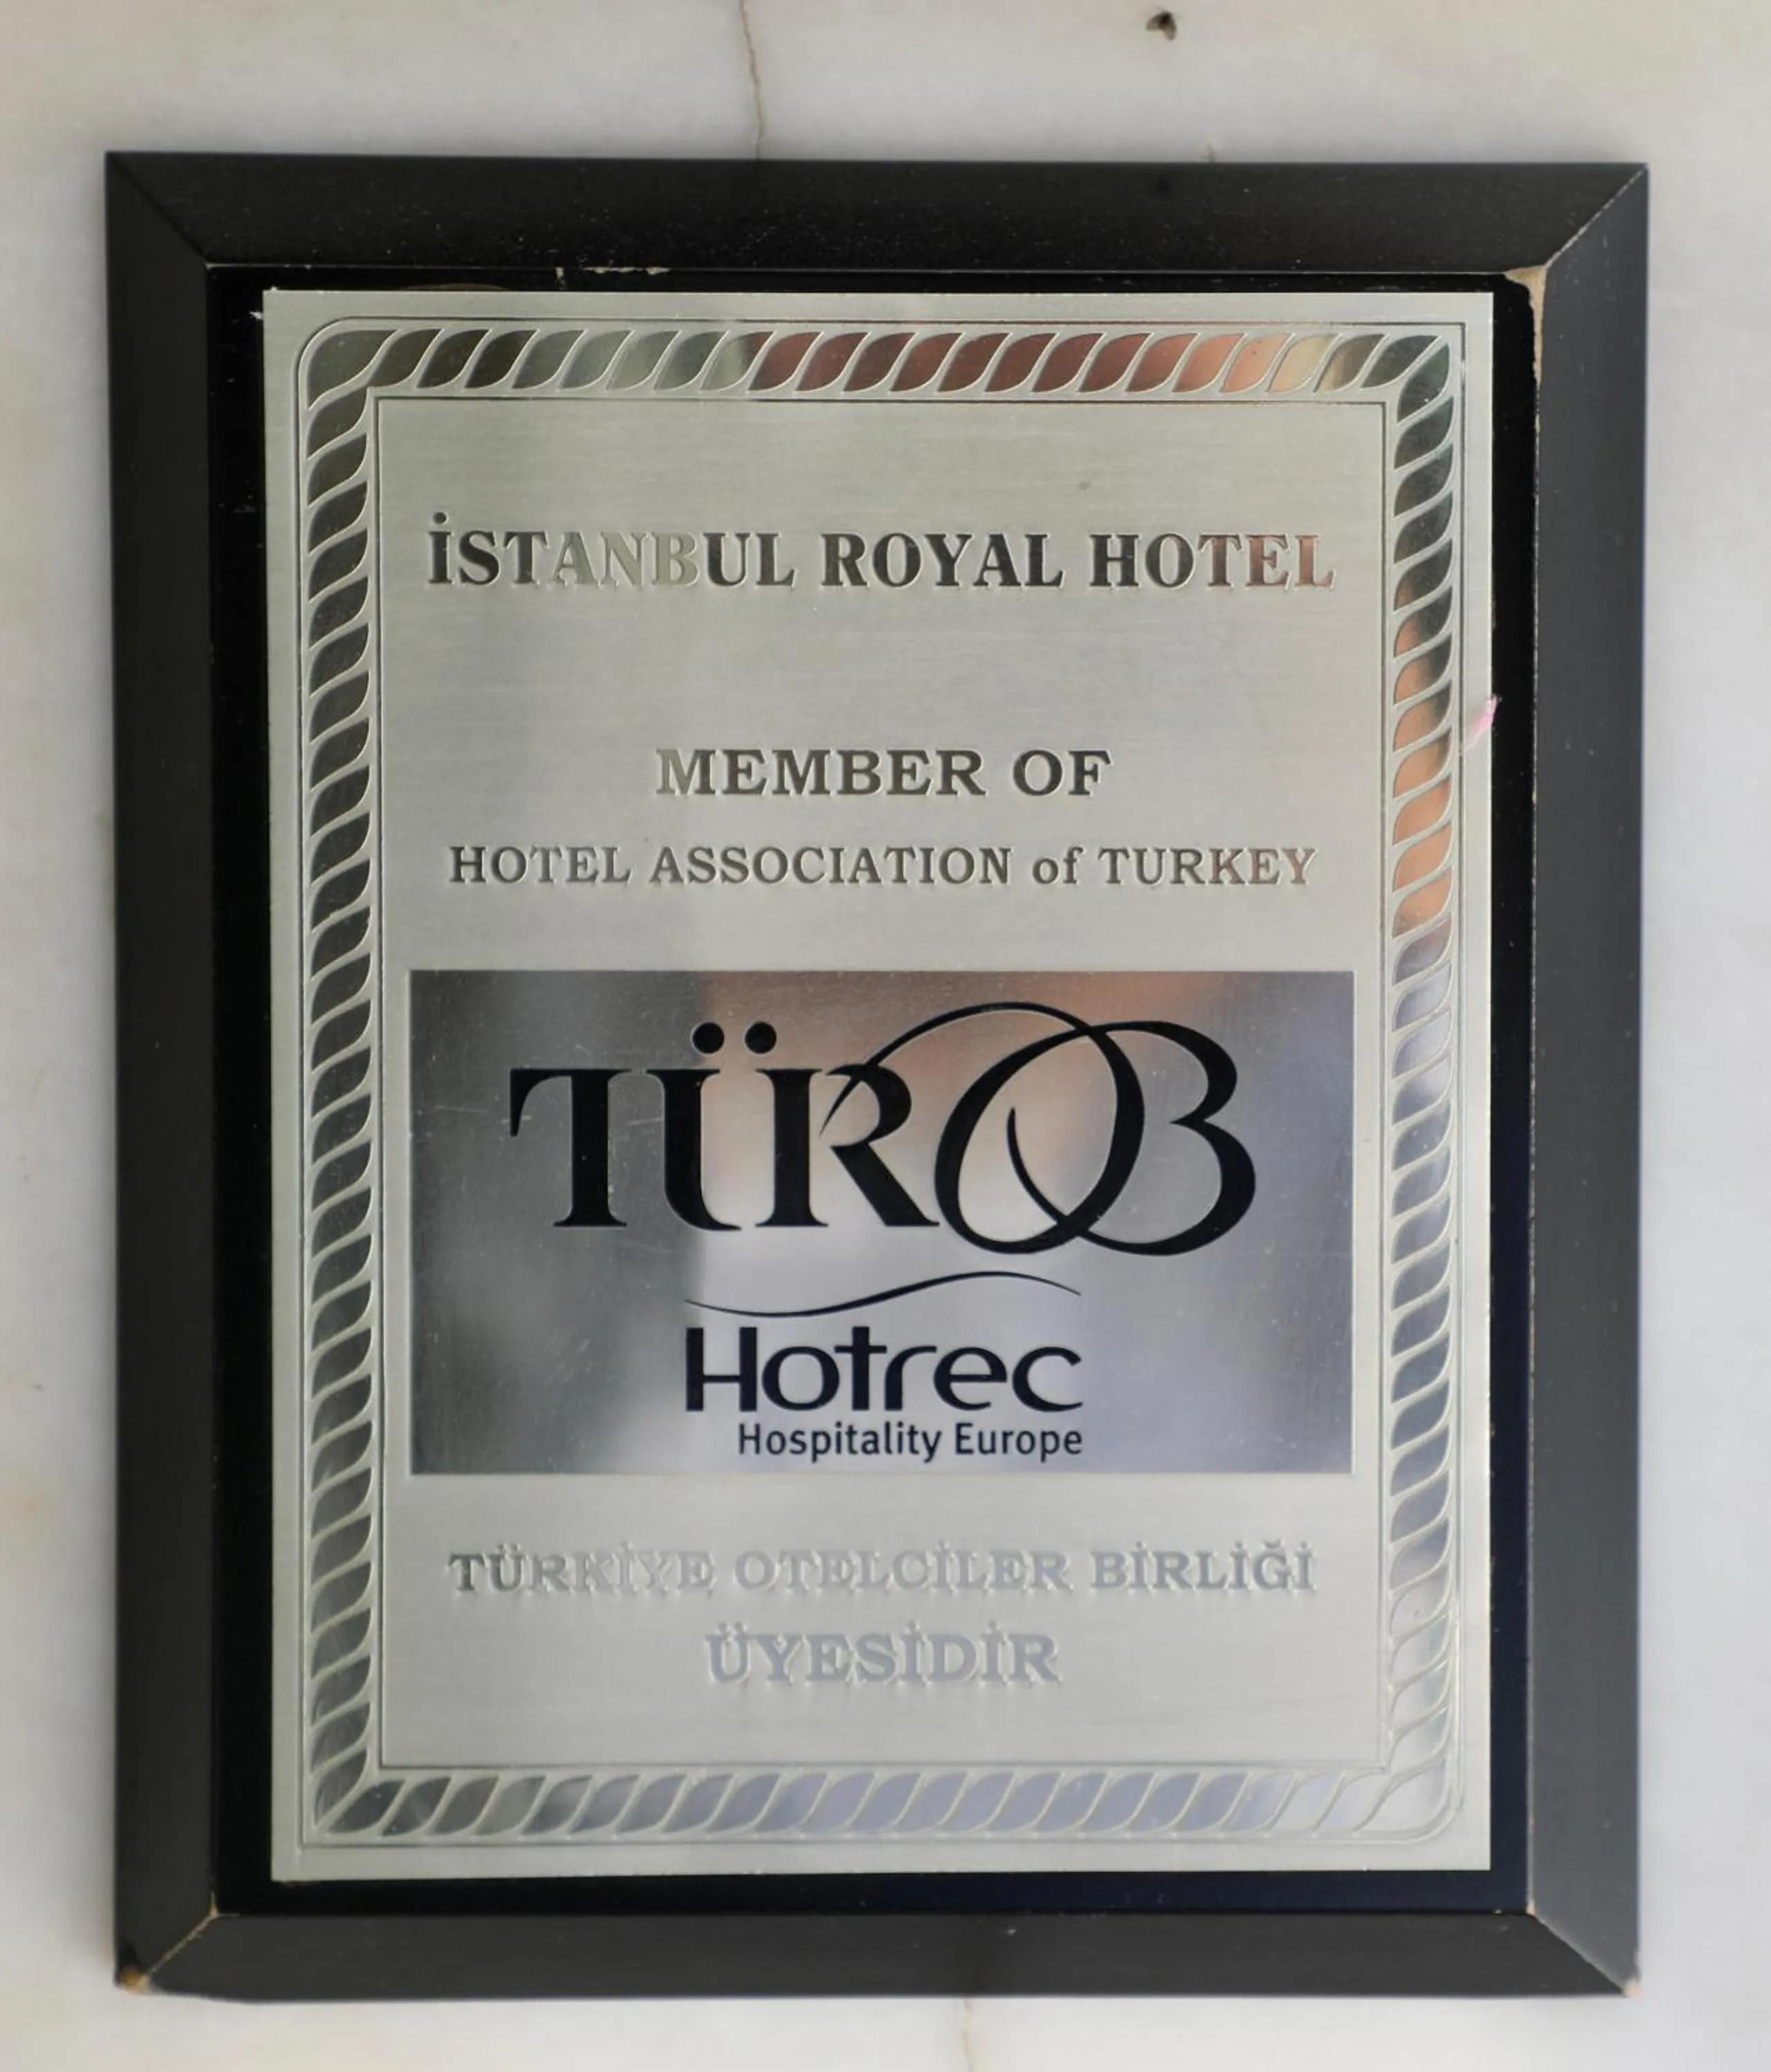 İSTANBUL ROYAL HOTEL
MEMBER OF
HOTEL ASSOCIATION of TURKEY
TÜROB
Hotrec
Hospitality Europe
TÜRKİYE OTELCİLER BİRLİĞİ
ÜYESİDİR